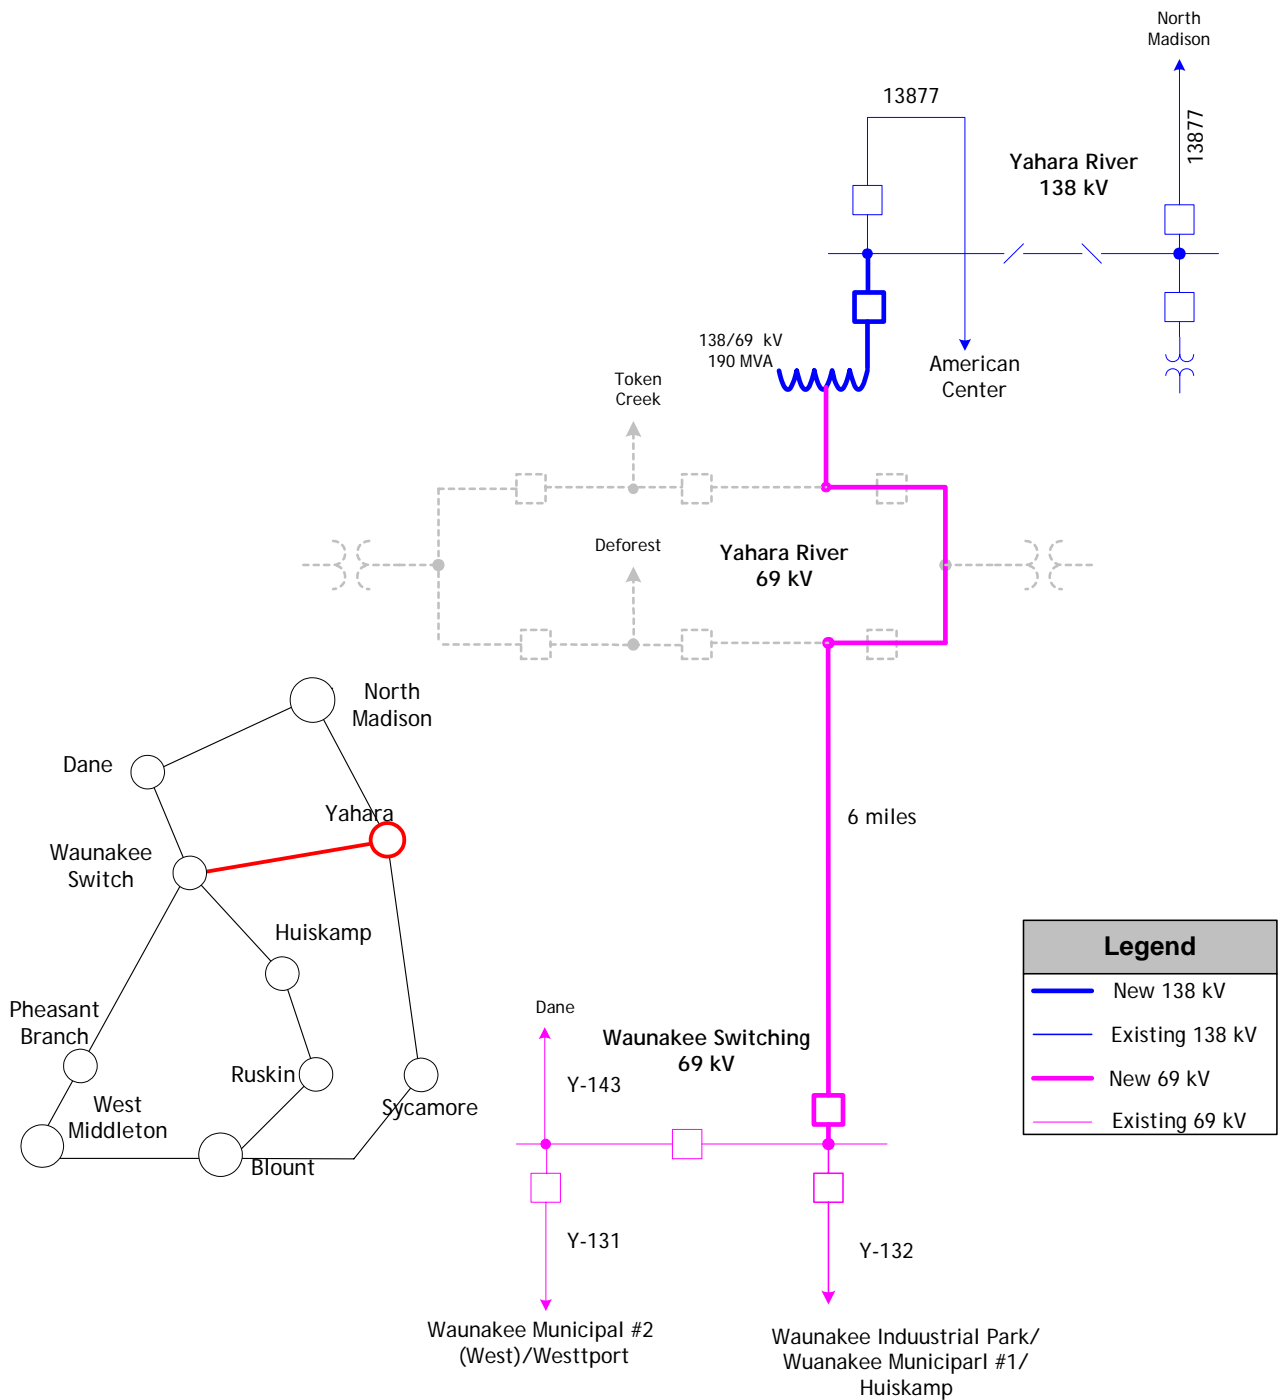 North
Madison
13877
13877
Yahara River
138 kV
138/69 kV
190 MVA
American
Center
Token
Creek
Deforest
Yahara River
69 kV
North
Madison
Dane
Yahara
Waunakee
Switch
6 miles
Huiskamp
Pheasant
Branch
Ruskin
West
Middleton
Sycamore
Blount
Dane
Waunakee Switching
69 kV
Y-143
Y-131
Y-132
Waunakee Municipal #2
(West)/Westtport
Waunakee Induustrial Park/
Wuanakee Municiparl #1/
Huiskamp
Legend
New 138 kV
Existing 138 kV
New 69 kV
Existing 69 kV